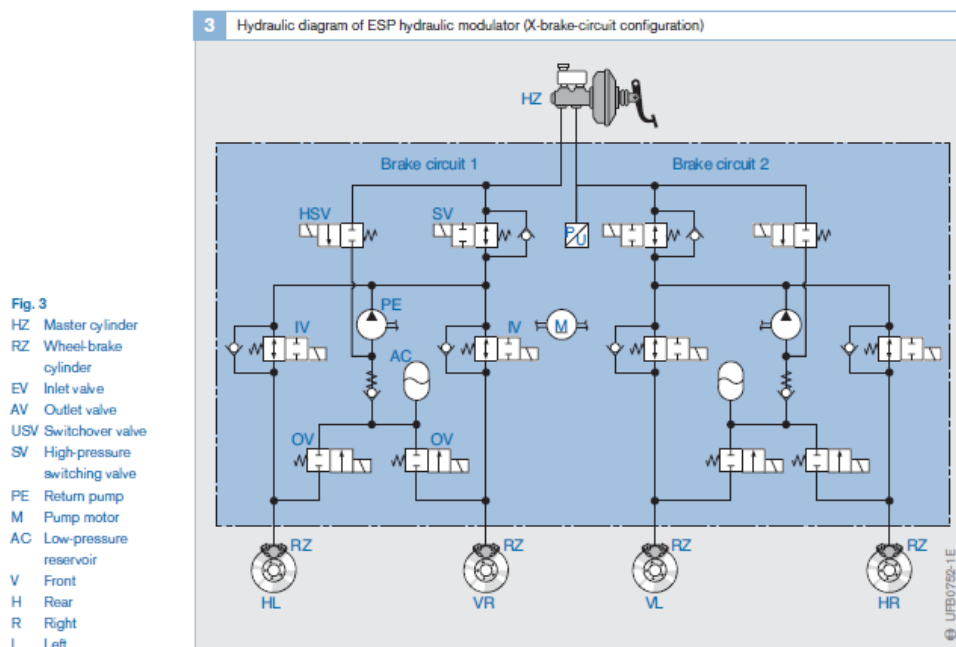 3 Hydraulic diagram of ESP hydraulic modulator (X-brake-circuit configuration)
HZ
Brake circuit 1
Brake circuit 2
HSV
SV
P
U
PE
IV
IV
M
AC
OV
OV
RZ
RZ
RZ
RZ
HL
VR
VL
HR
UFB0752-1E
Fig. 3
HZ Master cylinder
RZ Wheel-brake
cylinder
EV Inlet valve
AV Outlet valve
USV Switchover valve
SV High-pressure
switching valve
PE Return pump
M Pump motor
AC Low-pressure
reservoir
V Front
H Rear
R Right
L Left